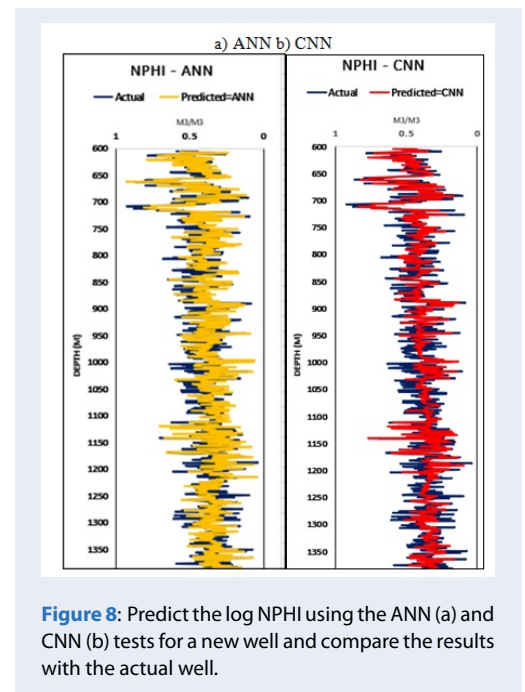 a) ANN b) CNN
NPHI - ANN
Actual Predicted=ANN
M3/M3
1 0.5 0
600
650
700
750
800
850
900
950
1000
1050
1100
1150
1200
1250
1300
1350
DEPTH (M)
NPHI - CNN
Actual Predicted=CNN
M3/M3
1 0.5 0
600
650
700
750
800
850
900
950
1000
1050
1100
1150
1200
1250
1300
1350
DEPTH (M)
Figure 8: Predict the log NPHI using the ANN (a) and
CNN (b) tests for a new well and compare the results
with the actual well.